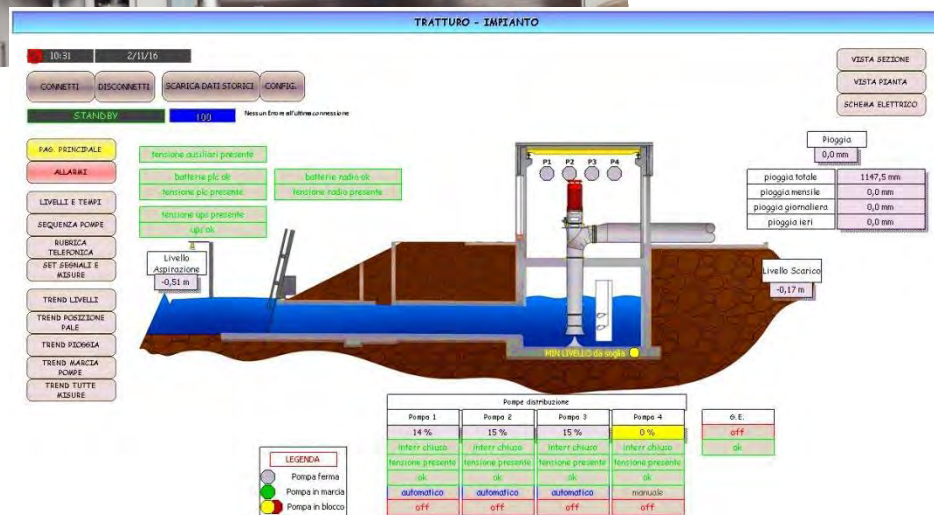 TRATTURO - IMPIANTO
10:31 2/11/16
CONNETTI DISCONNETTI SCARICA DATI STORICI CONFIG.
STANDBY 100 Nessun Errore all'ultima connessione
VISTA SEZIONE
VISTA PIANTA
SCHEMA ELETTRICO
PAG. PRINCIPALE
ALLARMI
LIVELLI E TEMPI
SEQUENZA POMPE
RUBRICA
TELEFONICA
SET SEGNALI E
MISURE
TREND LIVELLI
TREND POSIZIONE
PALE
TREND PIOGGIA
TREND MARCIA
POMPE
TREND TUTTE
MISURE
tensione ausiliari presente
batterie plc ok batterie radio ok
tensione plc presente tensione radio presente
tensione ups presente
ups ok
Livello
Aspirazione
-0,51 m
P1 P2 P3 P4
Pioggia
0,0 mm
pioggia totale 1147,5 mm
pioggia mensile 0,0 mm
pioggia giornaliera 0,0 mm
pioggia ieri 0,0 mm
Livello Scarico
-0,17 m
MIN LIVELLO da soglia
Pompe distribuzione
Pompa 1 Pompa 2 Pompa 3 Pompa 4 G.E.
14 % 15 % 15 % 0 % off
interr chiuso interr chiuso interr chiuso interr chiuso ok
tensione presente tensione presente tensione presente tensione presente
ok ok ok ok
automatico automatico automatico manuale
off off off off
LEGENDA
Pompa ferma
Pompa in marcia
Pompa in blocco